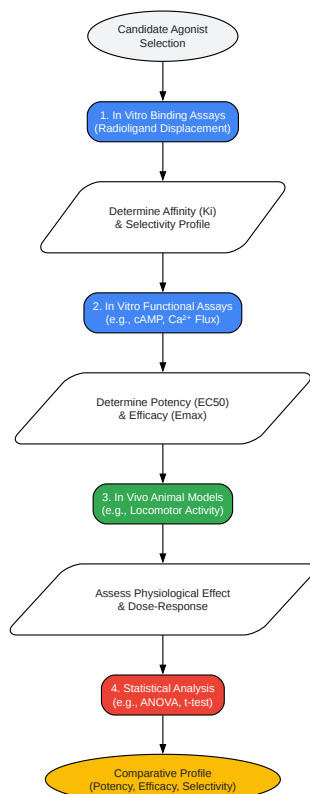 Candidate Agonist
Selection
1. In Vitro Binding Assays
(Radioligand Displacement)
Determine Affinity (Ki)
& Selectivity Profile
2. In Vitro Functional Assays
(e.g., cAMP, Ca²⁺ Flux)
Determine Potency (EC50)
& Efficacy (Emax)
3. In Vivo Animal Models
(e.g., Locomotor Activity)
Assess Physiological Effect
& Dose-Response
4. Statistical Analysis
(e.g., ANOVA, t-test)
Comparative Profile
(Potency, Efficacy, Selectivity)